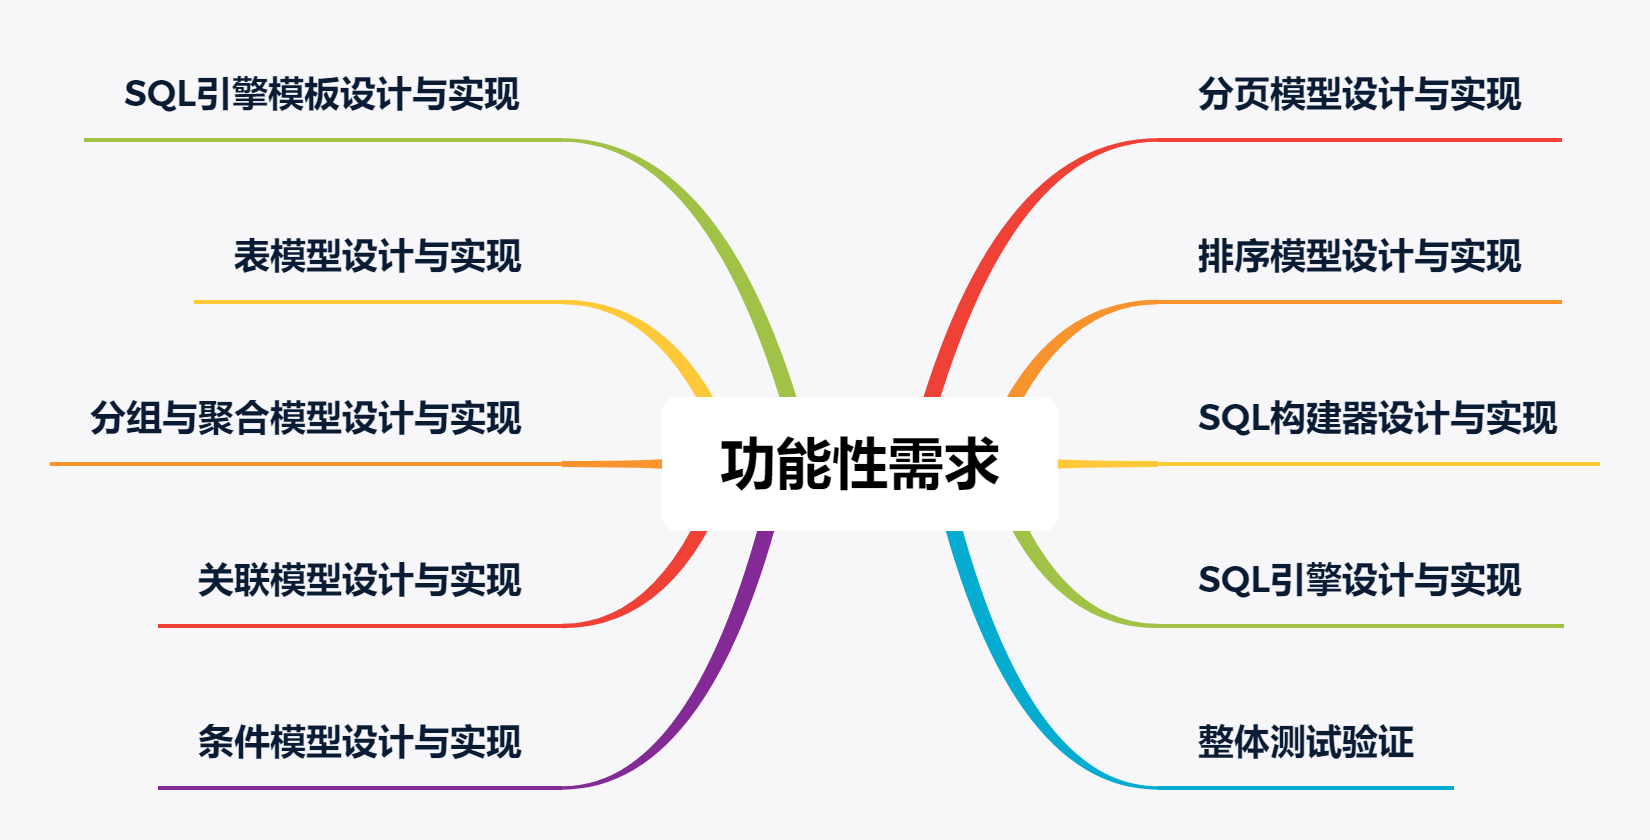 SQL引擎模板设计与实现
表模型设计与实现
分组与聚合模型设计与实现
关联模型设计与实现
条件模型设计与实现
功能性需求
分页模型设计与实现
排序模型设计与实现
SQL构建器设计与实现
SQL引擎设计与实现
整体测试验证